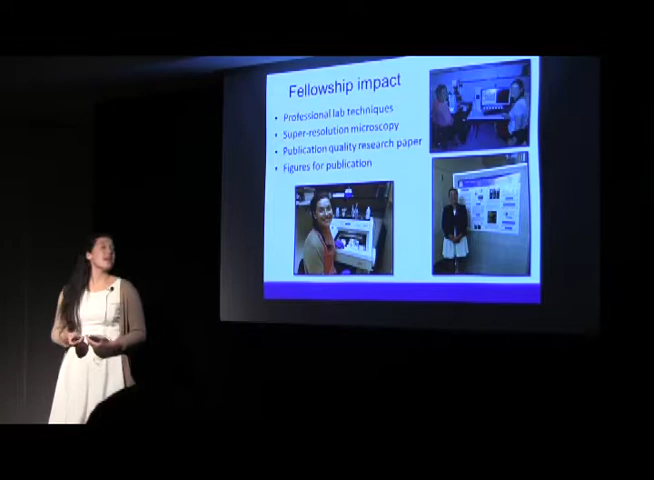 Fellowship impact
• Professional lab techniques
• Super-resolution microscopy
• Publication quality research paper
• Figures for publication